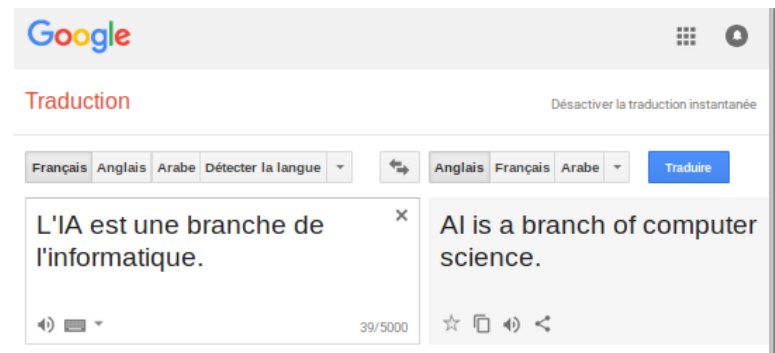 Google
Traduction
Désactiver la traduction instantanée
Français Anglais Arabe Détecter la langue
Anglais Français Arabe
Traduire
L'IA est une branche de
l'informatique.
39/5000
AI is a branch of computer
science.